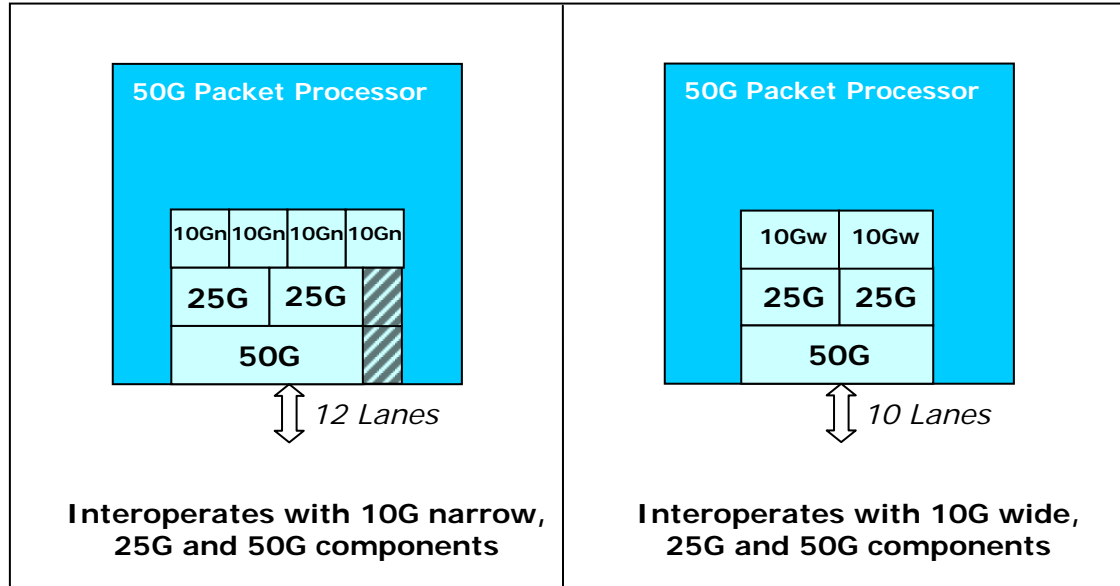 50G Packet Processor
10Gn 10Gn 10Gn 10Gn
25G 25G
50G
12 Lanes
Interoperates with 10G narrow,
25G and 50G components
50G Packet Processor
10Gw 10Gw
25G 25G
50G
10 Lanes
Interoperates with 10G wide,
25G and 50G components